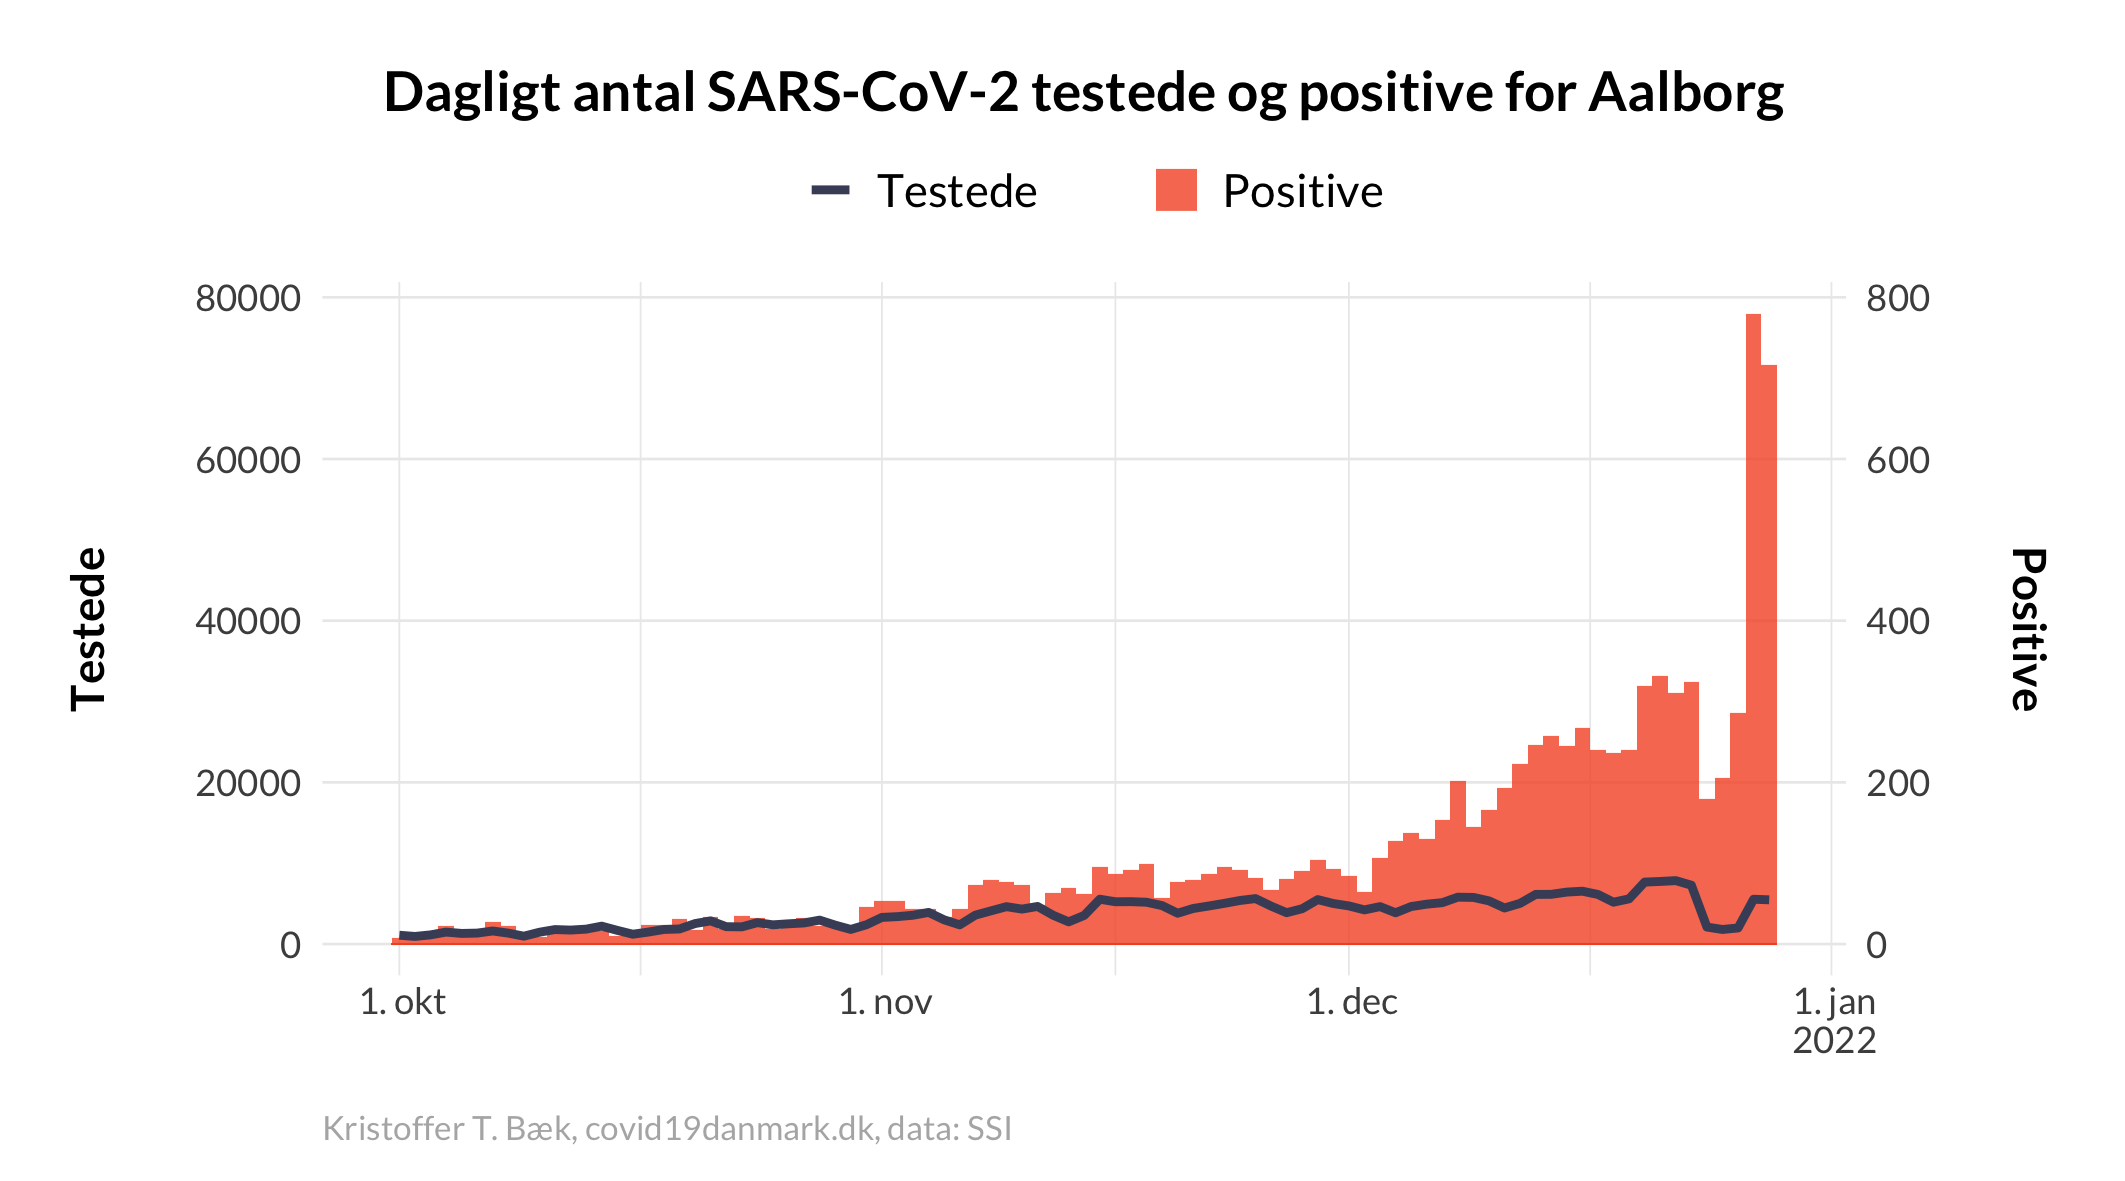 Dagligt antal SARS-CoV-2 testede og positive for Aalborg
Testede Positive
80000 800
60000 600
40000 400
20000 200
0 0
Testede
Positive
1. okt 1. nov 1. dec 1. jan
2022
Kristoffer T. Bæk, covid19danmark.dk, data: SSI